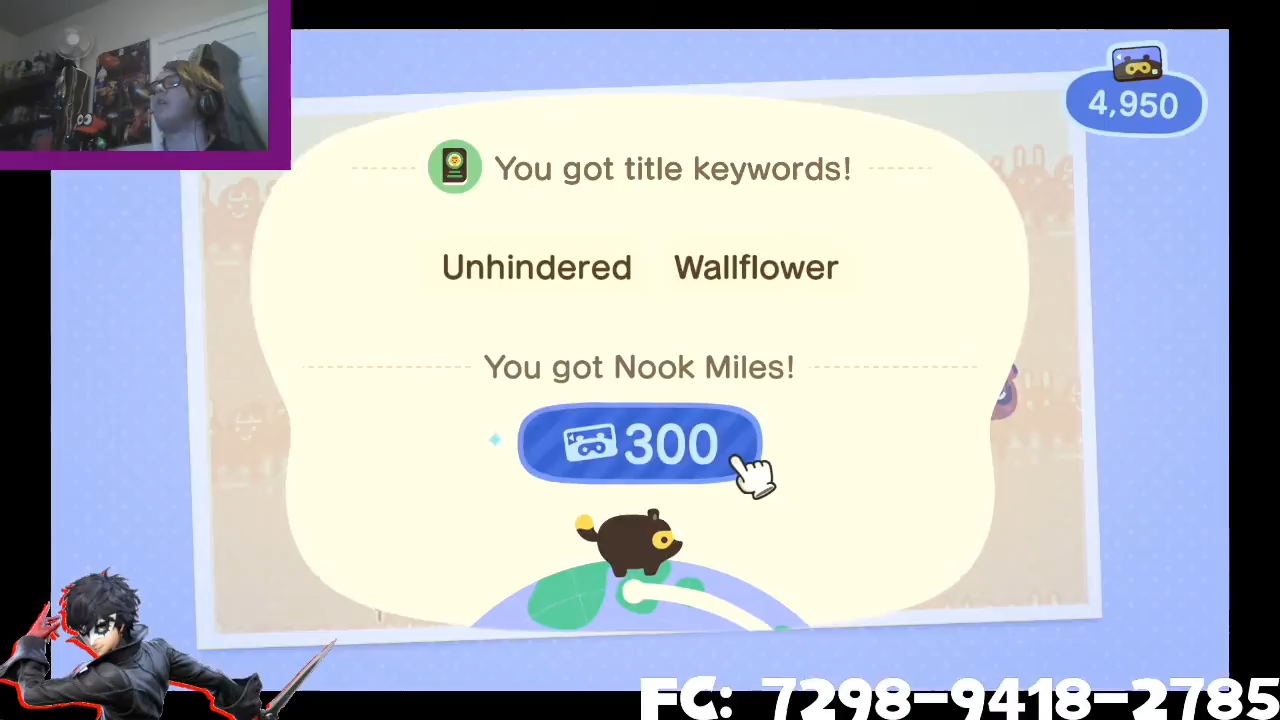 4,950
You got title keywords!
Unhindered Wallflower
You got Nook Miles!
300
FC: 7298-9418-2785